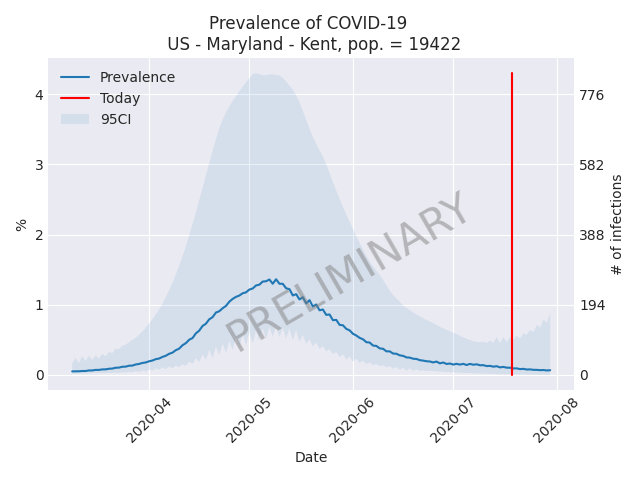 Prevalence of COVID-19
US - Maryland - Kent, pop. = 19422
Prevalence
Today
95CI
PRELIMINARY
4
3
2
1
0
776
582
388
194
0
%
# of infections
2020-04
2020-05
2020-06
2020-07
2020-08
Date